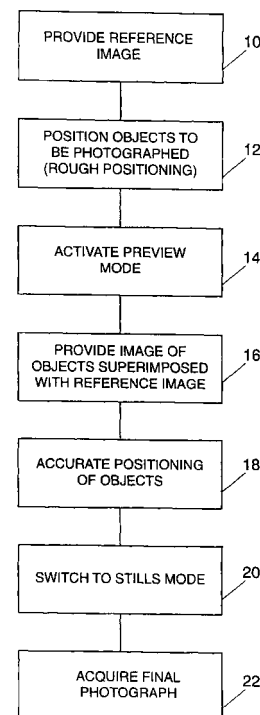 PROVIDE REFERENCE
IMAGE
10
POSITION OBJECTS TO
BE PHOTOGRAPHED
(ROUGH POSITIONING)
12
ACTIVATE PREVIEW
MODE
14
PROVIDE IMAGE OF
OBJECTS SUPERIMPOSED
WITH REFERENCE IMAGE
16
ACCURATE POSITIONING
OF OBJECTS
18
SWITCH TO STILLS MODE
20
ACQUIRE FINAL
PHOTOGRAPH
22